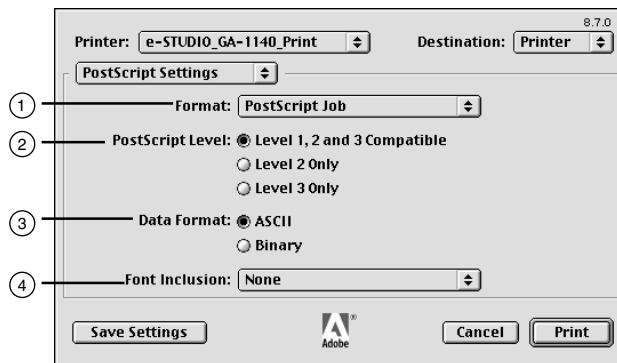 8.7.0
Printer: e-STUDIO_GA-1140_Print Destination: Printer
PostScript Settings
1 Format: PostScript Job
2 PostScript Level: Level 1, 2 and 3 Compatible
Level 2 Only
Level 3 Only
3 Data Format: ASCII
Binary
4 Font Inclusion: None
Save Settings Adobe ® Cancel Print